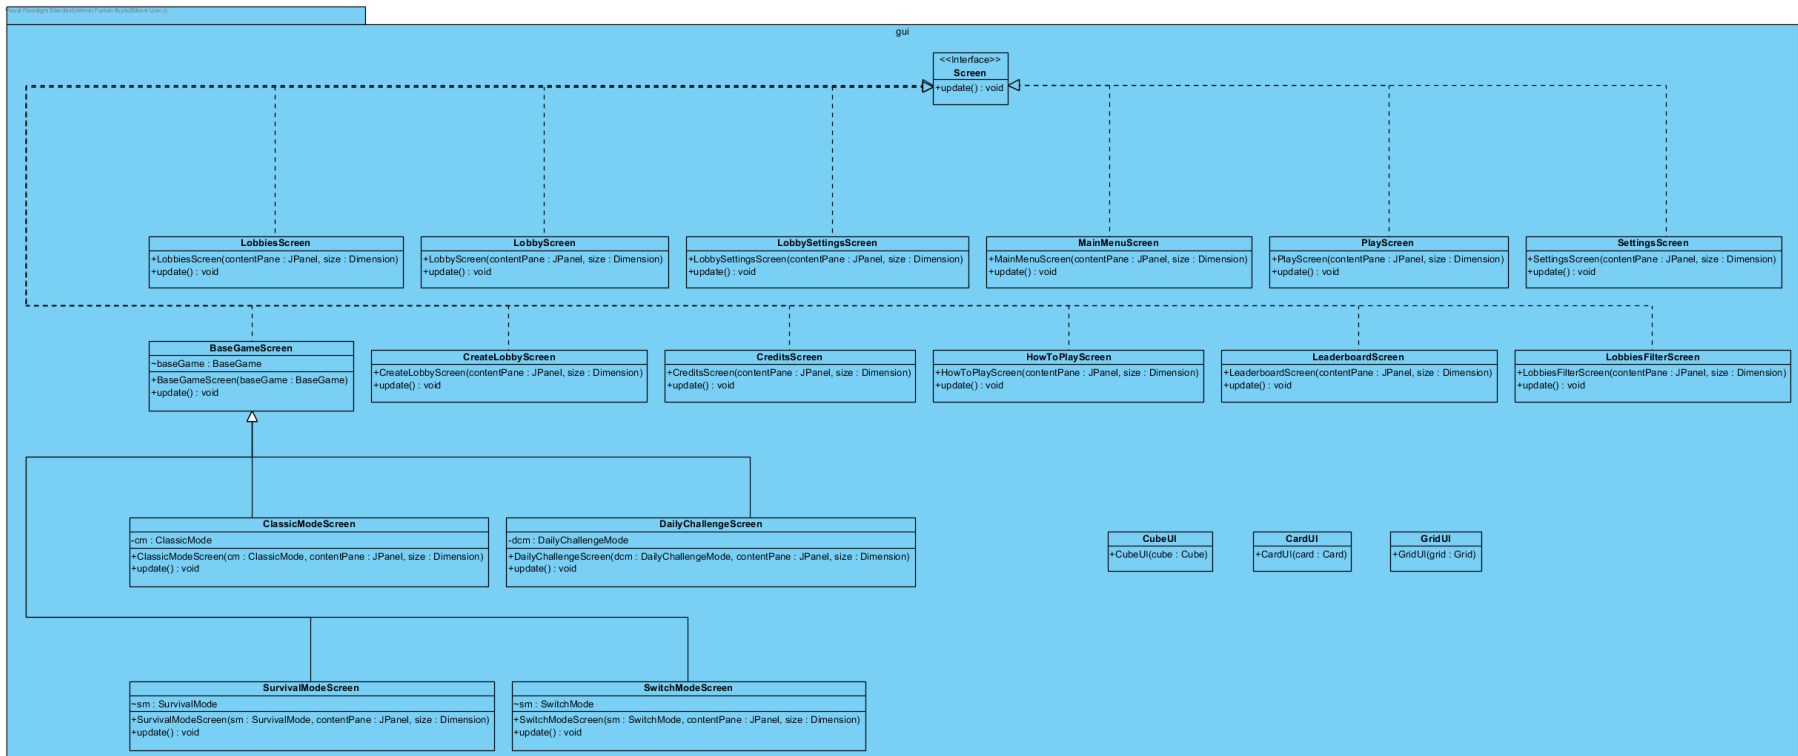 Visual Paradigm Standard(Ahmet Furkan Bıyık(Bilkent Univ.))
gui
<<Interface>>
Screen
+update() : void
LobbiesScreen
+LobbiesScreen(contentPane : JPanel, size : Dimension)
+update() : void
LobbyScreen
+LobbyScreen(contentPane : JPanel, size : Dimension)
+update() : void
LobbySettingsScreen
+LobbySettingsScreen(contentPane : JPanel, size : Dimension)
+update() : void
MainMenuScreen
+MainMenuScreen(contentPane : JPanel, size : Dimension)
+update() : void
PlayScreen
+PlayScreen(contentPane : JPanel, size : Dimension)
+update() : void
SettingsScreen
+SettingsScreen(contentPane : JPanel, size : Dimension)
+update() : void
BaseGameScreen
~baseGame : BaseGame
+BaseGameScreen(baseGame : BaseGame)
+update() : void
CreateLobbyScreen
+CreateLobbyScreen(contentPane : JPanel, size : Dimension)
+update() : void
CreditsScreen
+CreditsScreen(contentPane : JPanel, size : Dimension)
+update() : void
HowToPlayScreen
+HowToPlayScreen(contentPane : JPanel, size : Dimension)
+update() : void
LeaderboardScreen
+LeaderboardScreen(contentPane : JPanel, size : Dimension)
+update() : void
LobbiesFilterScreen
+LobbiesFilterScreen(contentPane : JPanel, size : Dimension)
+update() : void
ClassicModeScreen
-cm : ClassicMode
+ClassicModeScreen(cm : ClassicMode, contentPane : JPanel, size : Dimension)
+update() : void
DailyChallengeScreen
-dcm : DailyChallengeMode
+DailyChallengeScreen(dcm : DailyChallengeMode, contentPane : JPanel, size : Dimension)
+update() : void
CubeUI
+CubeUI(cube : Cube)
CardUI
+CardUI(card : Card)
GridUI
+GridUI(grid : Grid)
SurvivalModeScreen
~sm : SurvivalMode
+SurvivalModeScreen(sm : SurvivalMode, contentPane : JPanel, size : Dimension)
+update() : void
SwitchModeScreen
~sm : SwitchMode
+SwitchModeScreen(sm : SwitchMode, contentPane : JPanel, size : Dimension)
+update() : void